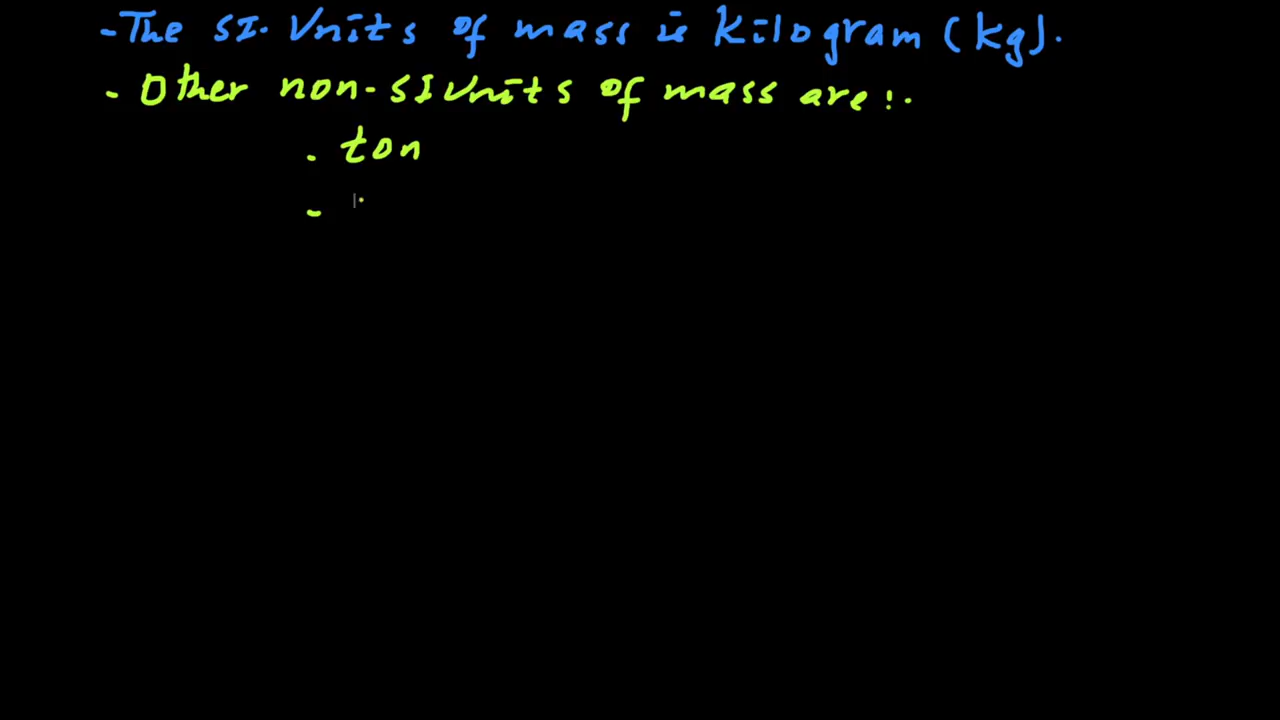 -The SI. Units of mass is kilogram (kg).
- Other non-SI Units of mass are:.
. ton
-